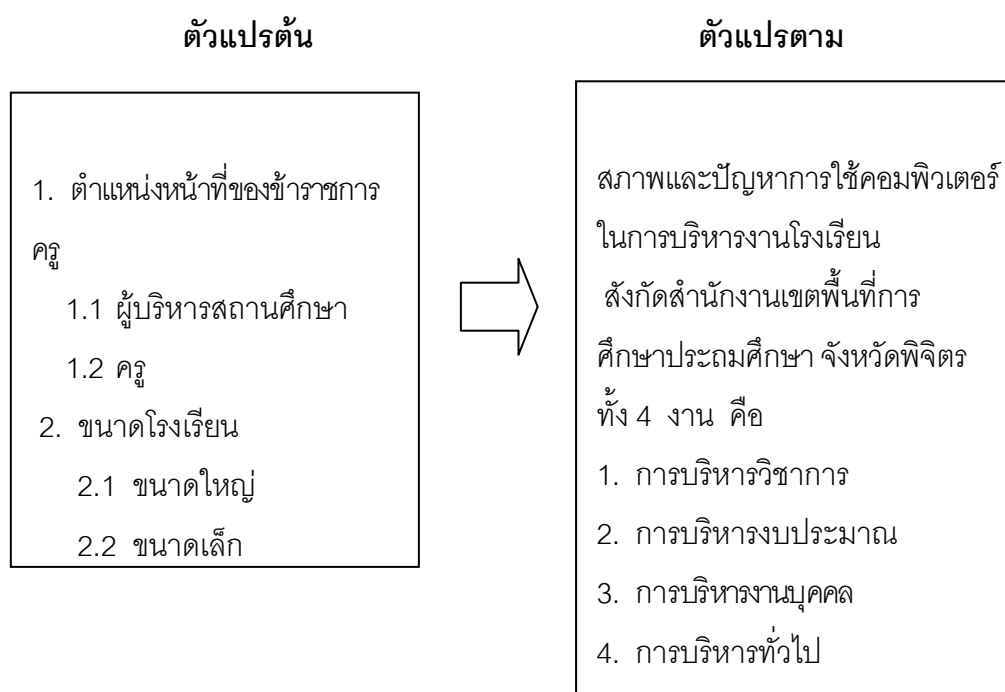 ตัวแปรต้น
1. ตำแหน่งหน้าที่ของข้าราชการ
ครู
1.1 ผู้บริหารสถานศึกษา
1.2 ครู
2. ขนาดโรงเรียน
2.1 ขนาดใหญ่
2.2 ขนาดเล็ก
ตัวแปรตาม
สภาพและปัญหาการใช้คอมพิวเตอร์
ในการบริหารงานโรงเรียน
สังกัดสำนักงานเขตพื้นที่การ
ศึกษาประถมศึกษา จังหวัดพิจิตร
ทั้ง 4 งาน คือ
1. การบริหารวิชาการ
2. การบริหารงบประมาณ
3. การบริหารงานบุคคล
4. การบริหารทั่วไป